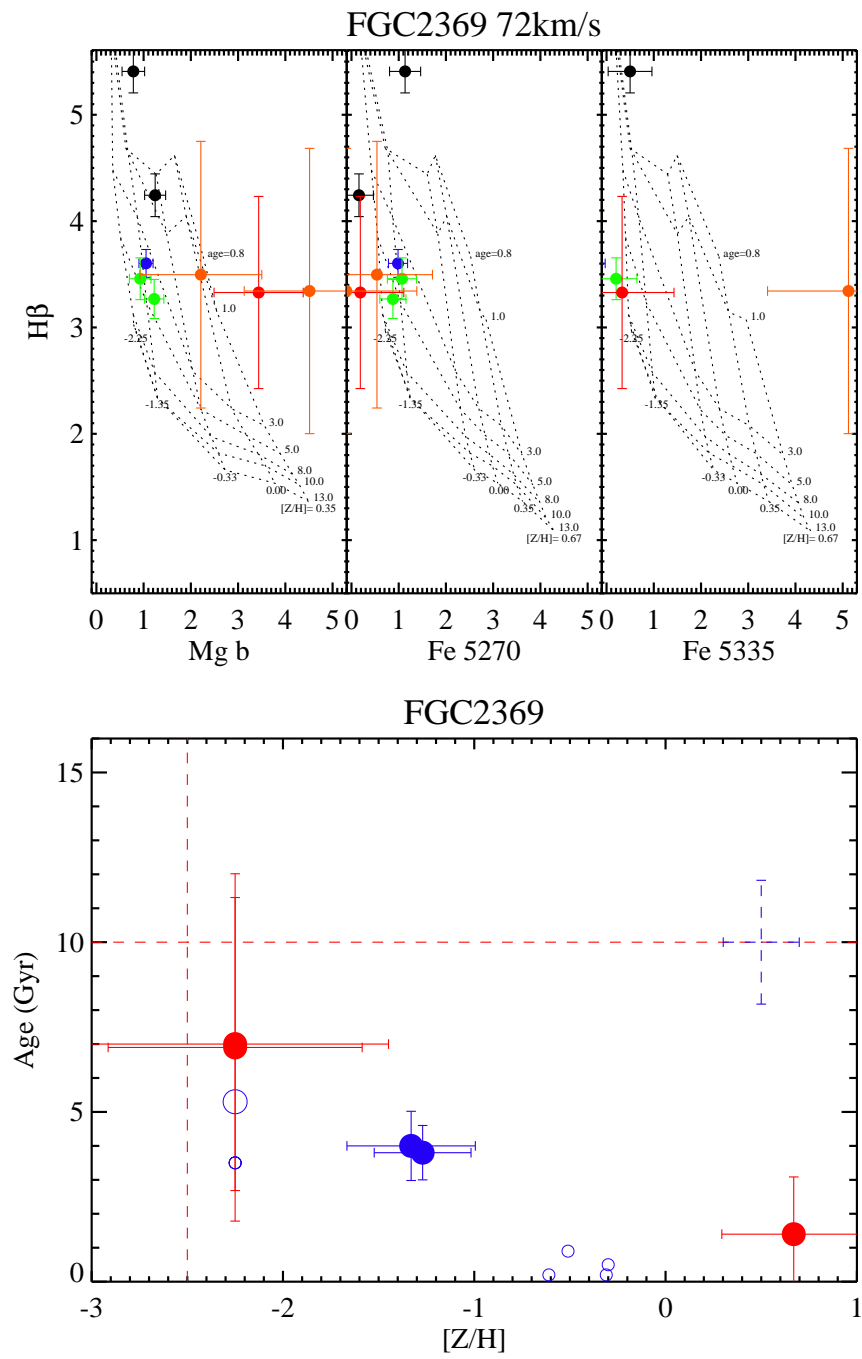 FGC2369 72km/s
5
4
3
2
1
Hβ
age=0.8
1.0
-2.25
-1.35
3.0
5.0
8.0
10.0
13.0
-0.33
0.00
[Z/H]= 0.35
age=0.8
1.0
-2.25
-1.35
3.0
5.0
8.0
10.0
13.0
-0.33
0.00
0.35
[Z/H]= 0.67
age=0.8
1.0
-2.25
-1.35
3.0
5.0
8.0
10.0
13.0
-0.33
0.00
0.35
[Z/H]= 0.67
0 1 2 3 4 5 0 1 2 3 4 5 0 1 2 3 4 5
Mg b Fe 5270 Fe 5335
FGC2369
15
10
5
0
Age (Gyr)
-3 -2 -1 0 1
[Z/H]